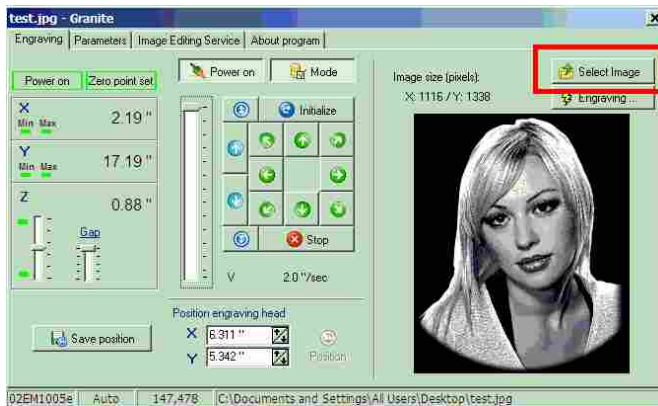 test.jpg - Granite
Engraving Parameters Image Editing Service About program
Power on Zero point set
Power on Mode
Image size (pixels):
X: 1116 / Y: 1338
Select Image
Engraving ...
X
Min Max
2.19 "
Initialize
Y
Min Max
17.19 "
Z
0.88 "
Gap
Stop
V 2.0 "/sec
Position engraving head
X 6.311 "
Y 5.342 "
Position
Save position
02EM1005e Auto 147,478 C:\Documents and Settings\All Users\Desktop\test.jpg